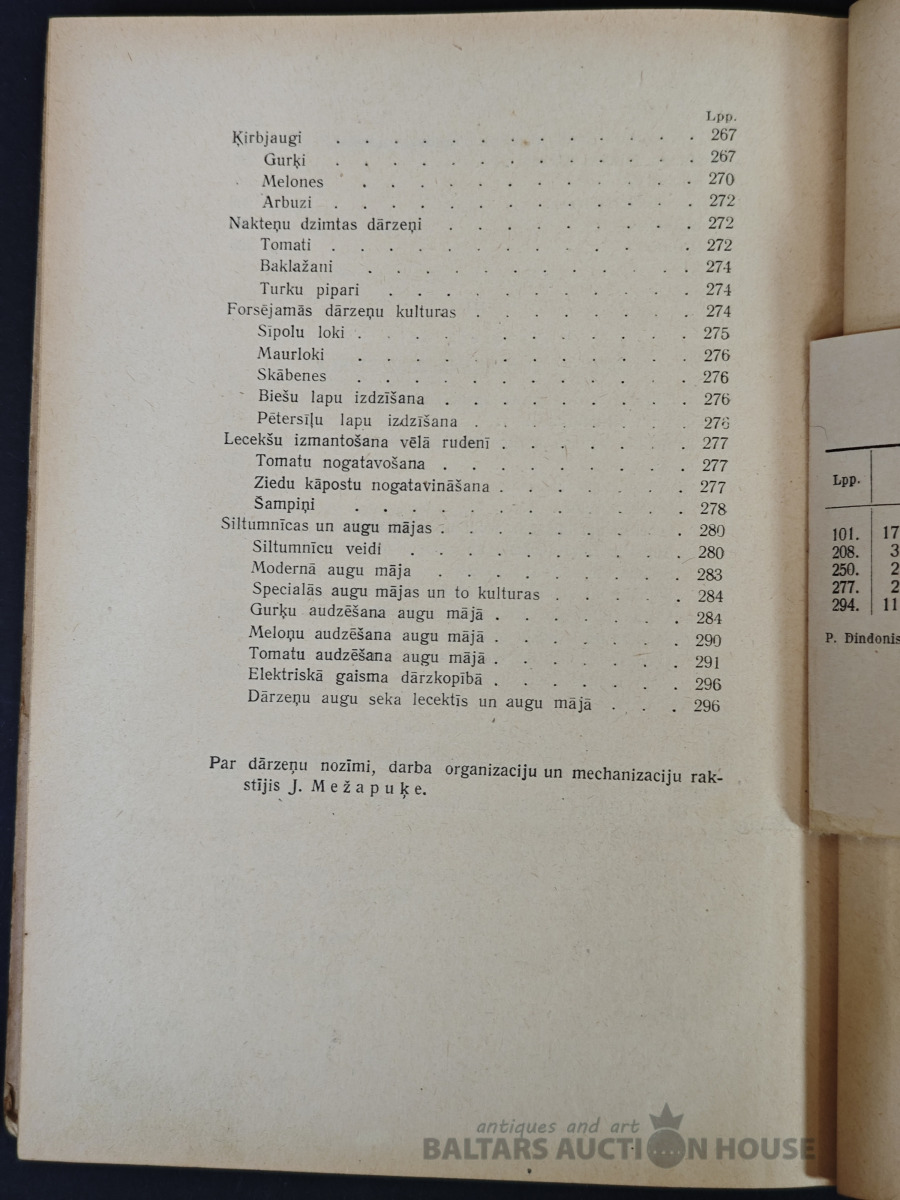 Lpp.
Ķirbjaugi . . . . . . . . . . . . . 267
Gurķi . . . . . . . . . . . . 267
Melones . . . . . . . . . . . 270
Arbuzi . . . . . . . . . . . . 272
Nakteņu dzimtas dārzeņi . . . . . . . . 272
Tomati . . . . . . . . . . . 272
Baklažani . . . . . . . . . . . 274
Turku pipari . . . . . . . . . . 274
Forsējamās dārzeņu kulturas . . . . . . . 274
Sīpolu loki . . . . . . . . . . 275
Maurloki . . . . . . . . . . . 276
Skābenes . . . . . . . . . . . 276
Biešu lapu izdzīšana . . . . . . . . 276
Pētersīļu lapu izdzīšana . . . . . . . 276
Lecekšu izmantošana vēlā rudenī . . . . . . 277
Tomatu nogatavošana . . . . . . . . 277
Ziedu kāpostu nogatavināšana . . . . . . 277
Šampiņi . . . . . . . . . . . 278
Siltumnīcas un augu mājas . . . . . . . . 280
Siltumnīcu veidi . . . . . . . . . 280
Modernā augu māja . . . . . . . . 283
Specialās augu mājas un to kulturas . . . . 284
Gurķu audzēšana augu mājā . . . . . . 284
Meloņu audzēšana augu mājā . . . . . . 290
Tomatu audzēšana augu mājā . . . . . . 291
Elektriskā gaisma dārzkopībā . . . . . . 296
Dārzeņu augu seka lecektīs un augu mājā . . . 296
Par dārzeņu nozīmi, darba organizaciju un mechanizaciju rak-
stījis J. Mežapuķe.
Lpp.
101. 17
208. 3
250. 2
277. 2
294. 11
P. Dindonis
antiques and art
BALTARS AUCTION HOUSE